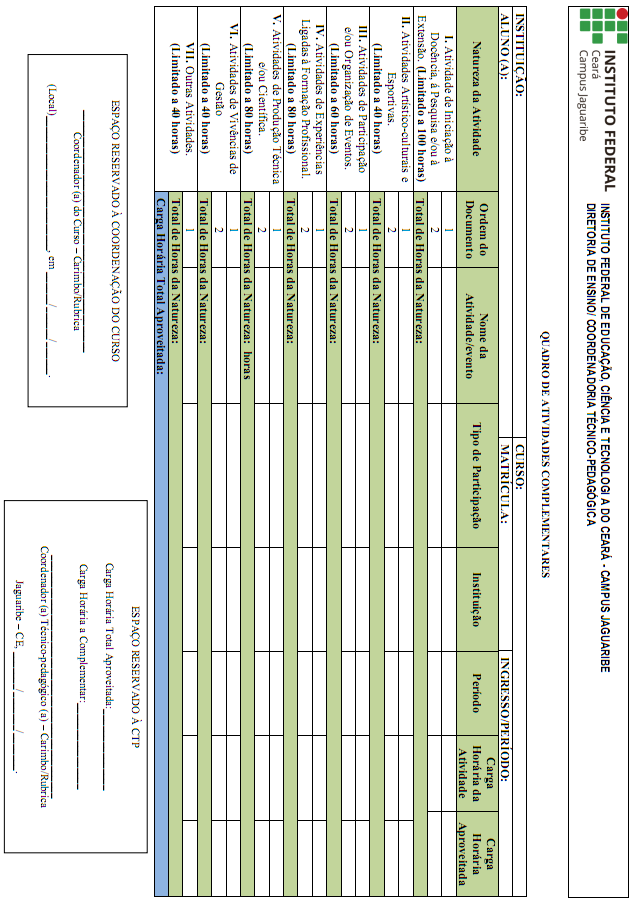 INSTITUTO FEDERAL
Ceará
Campus Jaguaribe
INSTITUTO FEDERAL DE EDUCAÇÃO, CIÊNCIA E TECNOLOGIA DO CEARÁ - CAMPUS JAGUARIBE
DIRETORIA DE ENSINO/ COORDENADORIA TÉCNICO-PEDAGÓGICA
QUADRO DE ATIVIDADES COMPLEMENTARES
INSTITUIÇÃO: CURSO:
ALUNO (A): MATRÍCULA: INGRESSO/PERÍODO:
Natureza da Atividade
Ordem do
Documento
Nome da
Atividade/evento
Tipo de Participação
Instituição
Período
Carga
Horária da
Atividade
Carga
Horária
Aproveitada
I. Atividade de Iniciação à
Docência, à Pesquisa e/ou à
Extensão. (Limitado a 100 horas)
1
2
Total de Horas da Natureza:
II. Atividades Artístico-culturais e
Esportivas.
(Limitado a 40 horas)
1
2
Total de Horas da Natureza:
III. Atividades de Participação
e/ou Organização de Eventos.
(Limitado a 60 horas)
1
2
Total de Horas da Natureza:
IV. Atividades de Experiências
Ligadas à Formação Profissional.
(Limitado a 80 horas)
1
2
Total de Horas da Natureza:
V. Atividades de Produção Técnica
e/ou Científica.
(Limitado a 80 horas)
1
2
Total de Horas da Natureza: horas
VI. Atividades de Vivências de
Gestão
(Limitado a 40 horas)
1
2
Total de Horas da Natureza:
VII. Outras Atividades.
(Limitado a 40 horas)
1
Total de Horas da Natureza:
Carga Horária Total Aproveitada:
ESPAÇO RESERVADO À COORDENAÇÃO DO CURSO
Coordenador (a) do Curso – Carimbo/Rubrica
(Local)____________________, em ______/______/______.
ESPAÇO RESERVADO À CTP
Carga Horária Total Aproveitada:______________
Carga Horária a Complementar:______________
Coordenador (a) Técnico-pedagógico (a) – Carimbo/Rubrica
Jaguaribe – CE, ______/______/______.